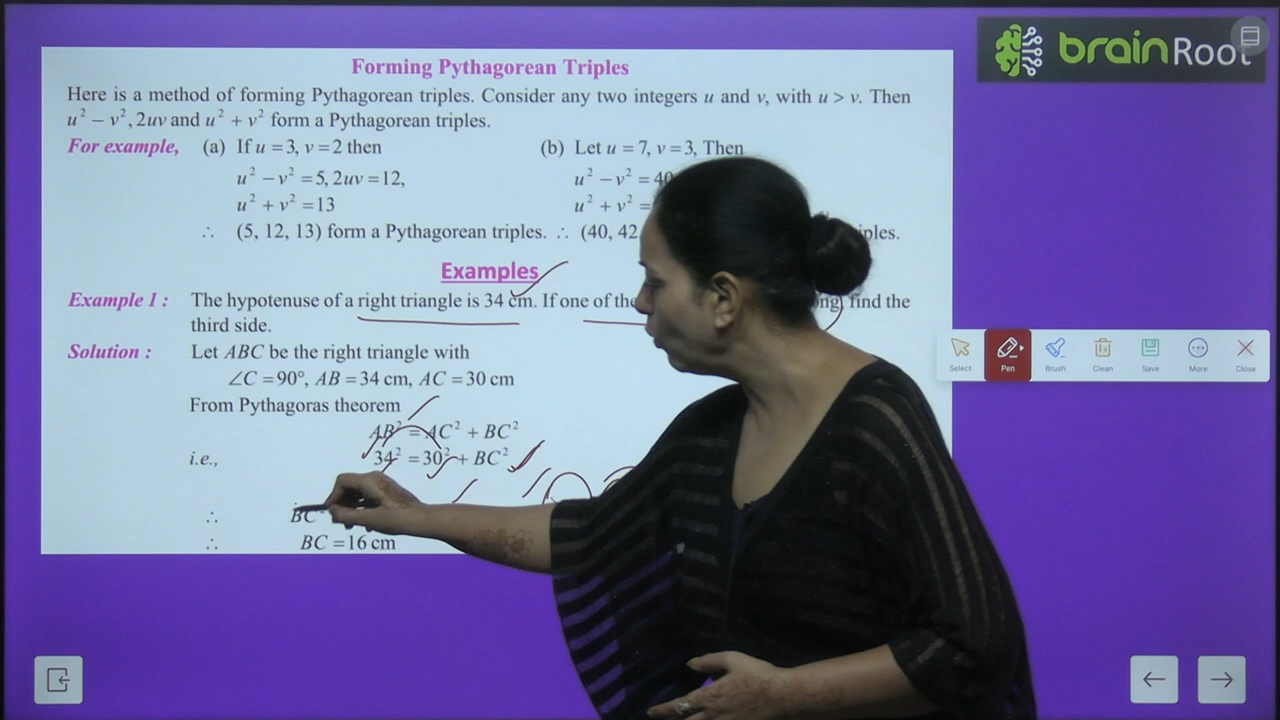 brainRoot
Forming Pythagorean Triples
Here is a method of forming Pythagorean triples. Consider any two integers u and v, with u > v. Then
u² − v², 2uv and u² + v² form a Pythagorean triples.
For example, (a) If u = 3, v = 2 then (b) Let u = 7, v = 3, Then
u² − v² = 5, 2uv = 12, u² − v² = 40
u² + v² = 13 u² + v² =
∴ (5, 12, 13) form a Pythagorean triples. ∴ (40, 42
Examples
Example 1 : The hypotenuse of a right triangle is 34 cm. If one of the find the
third side.
Solution : Let ABC be the right triangle with
∠C = 90°, AB = 34 cm, AC = 30 cm
From Pythagoras theorem
AB² = AC² + BC²
i.e., 34² = 30² + BC²
∴ BC
∴ BC = 16 cm
Select Pen Brush Clean Save More Close